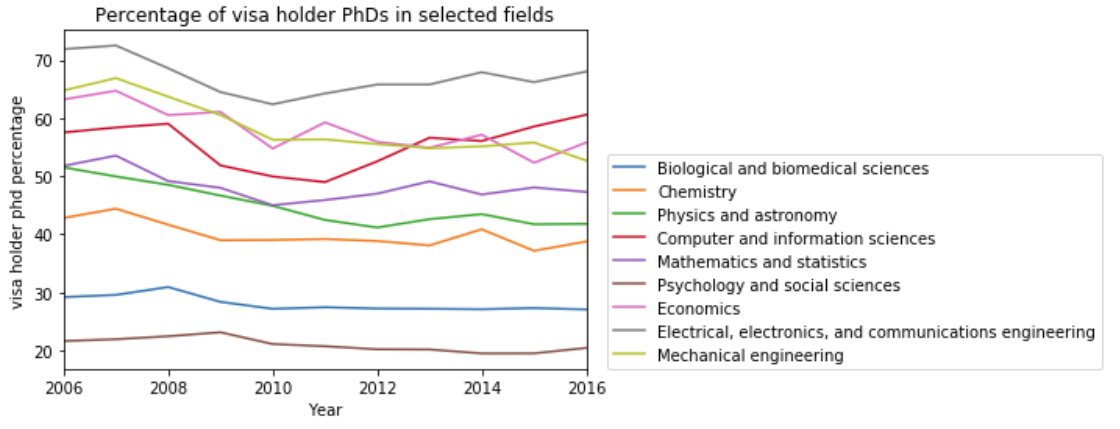 Percentage of visa holder PhDs in selected fields
visa holder phd percentage
70
60
50
40
30
20
2006
2008
2010
2012
2014
2016
Year
Biological and biomedical sciences
Chemistry
Physics and astronomy
Computer and information sciences
Mathematics and statistics
Psychology and social sciences
Economics
Electrical, electronics, and communications engineering
Mechanical engineering